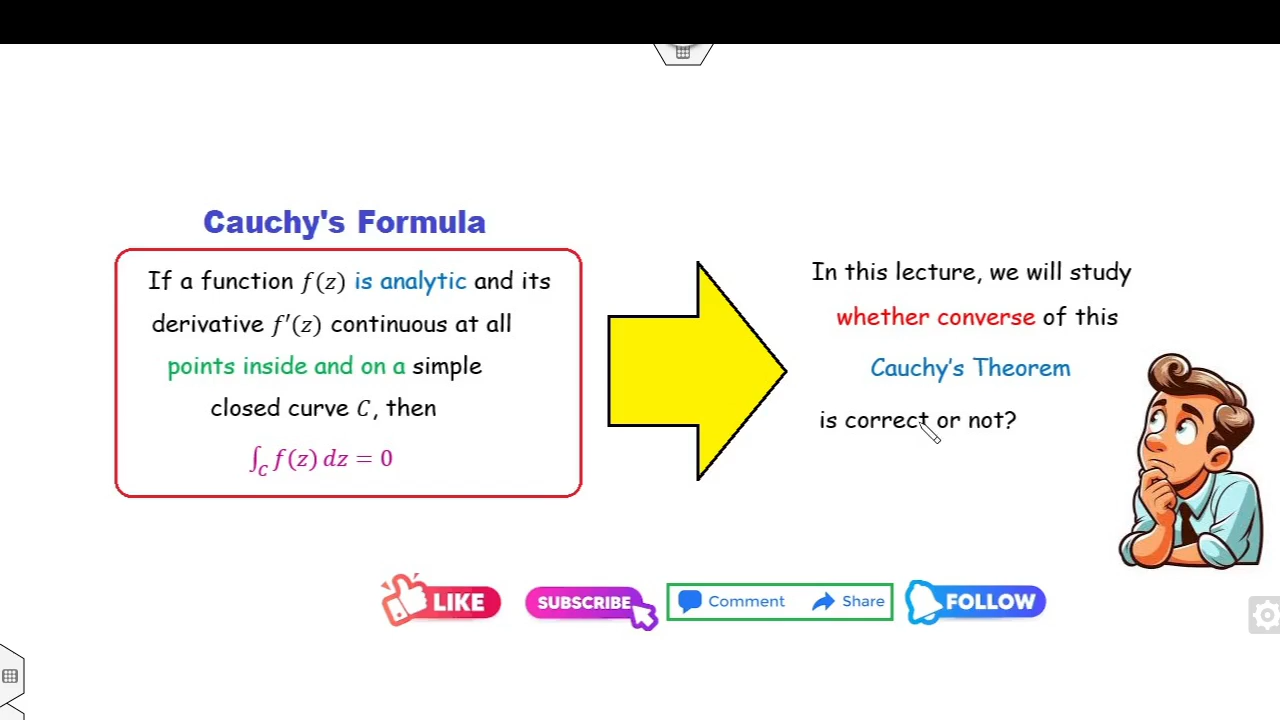 Cauchy's Formula
If a function f(z) is analytic and its
derivative f′(z) continuous at all
points inside and on a simple
closed curve C, then
∫_C f(z) dz = 0
In this lecture, we will study
whether converse of this
Cauchy's Theorem
is correct or not?
LIKE
SUBSCRIBE
Comment Share
FOLLOW